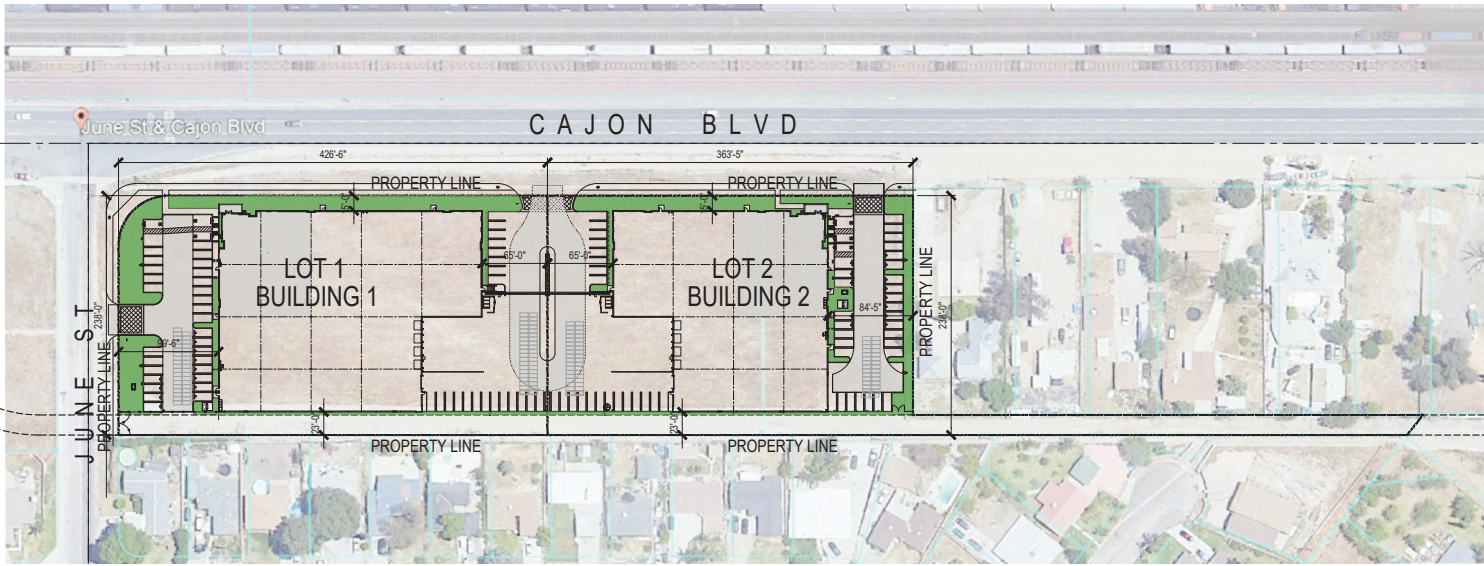 June St & Cajon Blvd
CAJON BLVD
426'-6"
363'-5"
PROPERTY LINE
PROPERTY LINE
65'-0"
65'-0"
LOT 1
BUILDING 1
LOT 2
BUILDING 2
84'-5"
PROPERTY LINE
238'-0"
238'-0"
JUNE ST
PROPERTY LINE
99'-6"
23'-0"
23'-0"
PROPERTY LINE
PROPERTY LINE